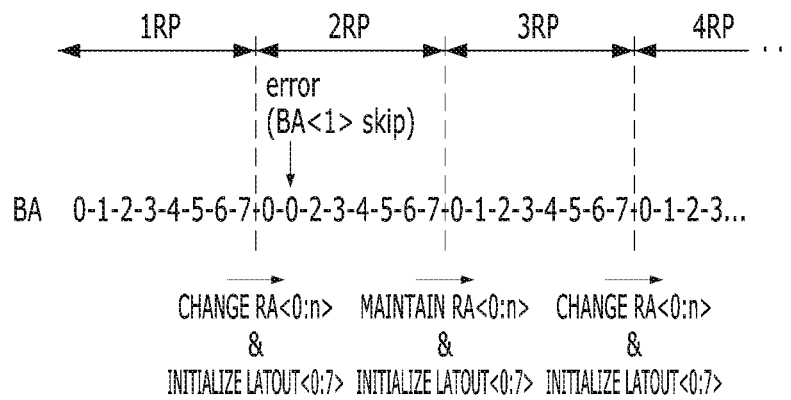 1RP 2RP 3RP 4RP ..
error
(BA<1> skip)
BA 0-1-2-3-4-5-6-7-0-0-2-3-4-5-6-7-0-1-2-3-4-5-6-7-0-1-2-3...
CHANGE RA<0:n> MAINTAIN RA<0:n> CHANGE RA<0:n>
& & &
INITIALIZE LATOUT<0:7> INITIALIZE LATOUT<0:7> INITIALIZE LATOUT<0:7>